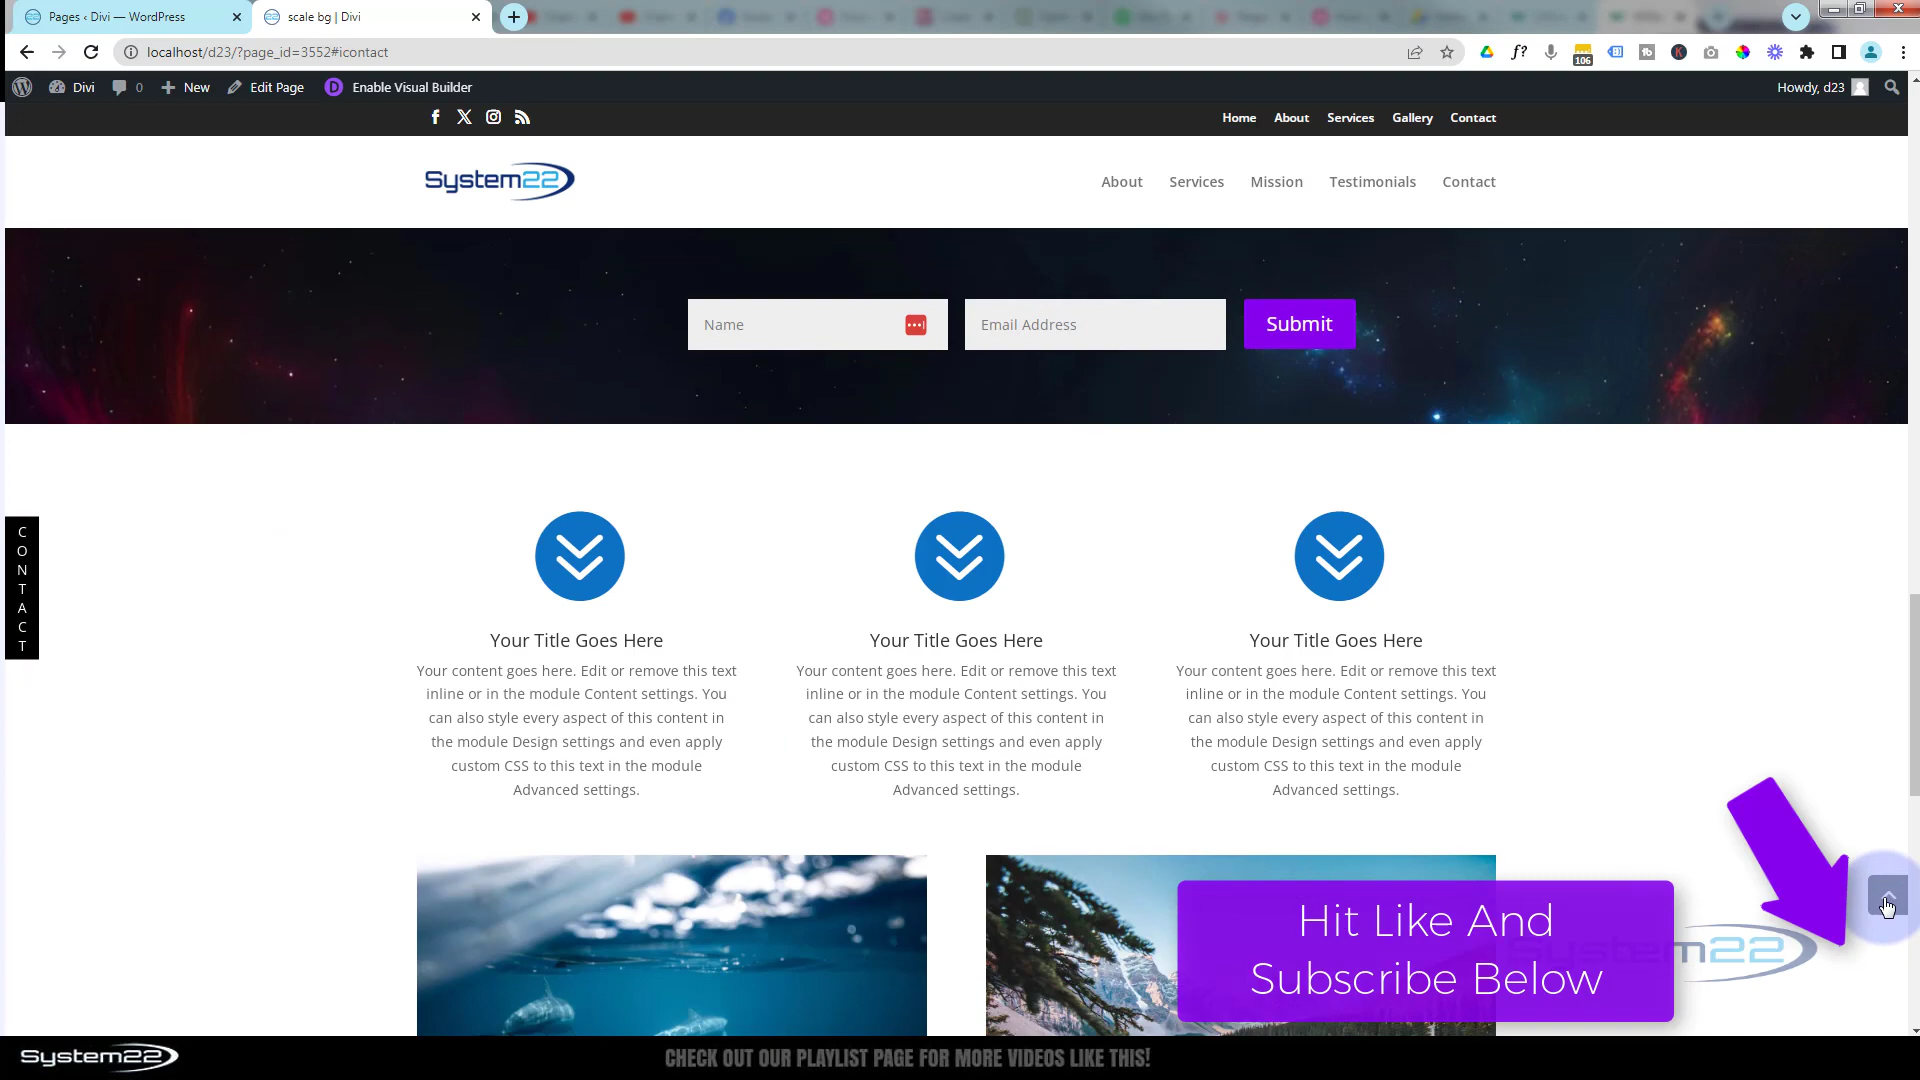 Pages ‹ Divi — WordPress
scale bg | Divi
localhost/d23/?page_id=3552#icontact
106
Divi
0
New
Edit Page
Enable Visual Builder
Howdy, d23
Home
About
Services
Gallery
Contact
System22
About
Services
Mission
Testimonials
Contact
Name
Email Address
Submit
C
O
N
T
A
C
T
Your Title Goes Here
Your content goes here. Edit or remove this text
inline or in the module Content settings. You
can also style every aspect of this content in
the module Design settings and even apply
custom CSS to this text in the module
Advanced settings.
Your Title Goes Here
Your content goes here. Edit or remove this text
inline or in the module Content settings. You
can also style every aspect of this content in
the module Design settings and even apply
custom CSS to this text in the module
Advanced settings.
Your Title Goes Here
Your content goes here. Edit or remove this text
inline or in the module Content settings. You
can also style every aspect of this content in
the module Design settings and even apply
custom CSS to this text in the module
Advanced settings.
Hit Like And
Subscribe Below
System22
System22
CHECK OUT OUR PLAYLIST PAGE FOR MORE VIDEOS LIKE THIS!